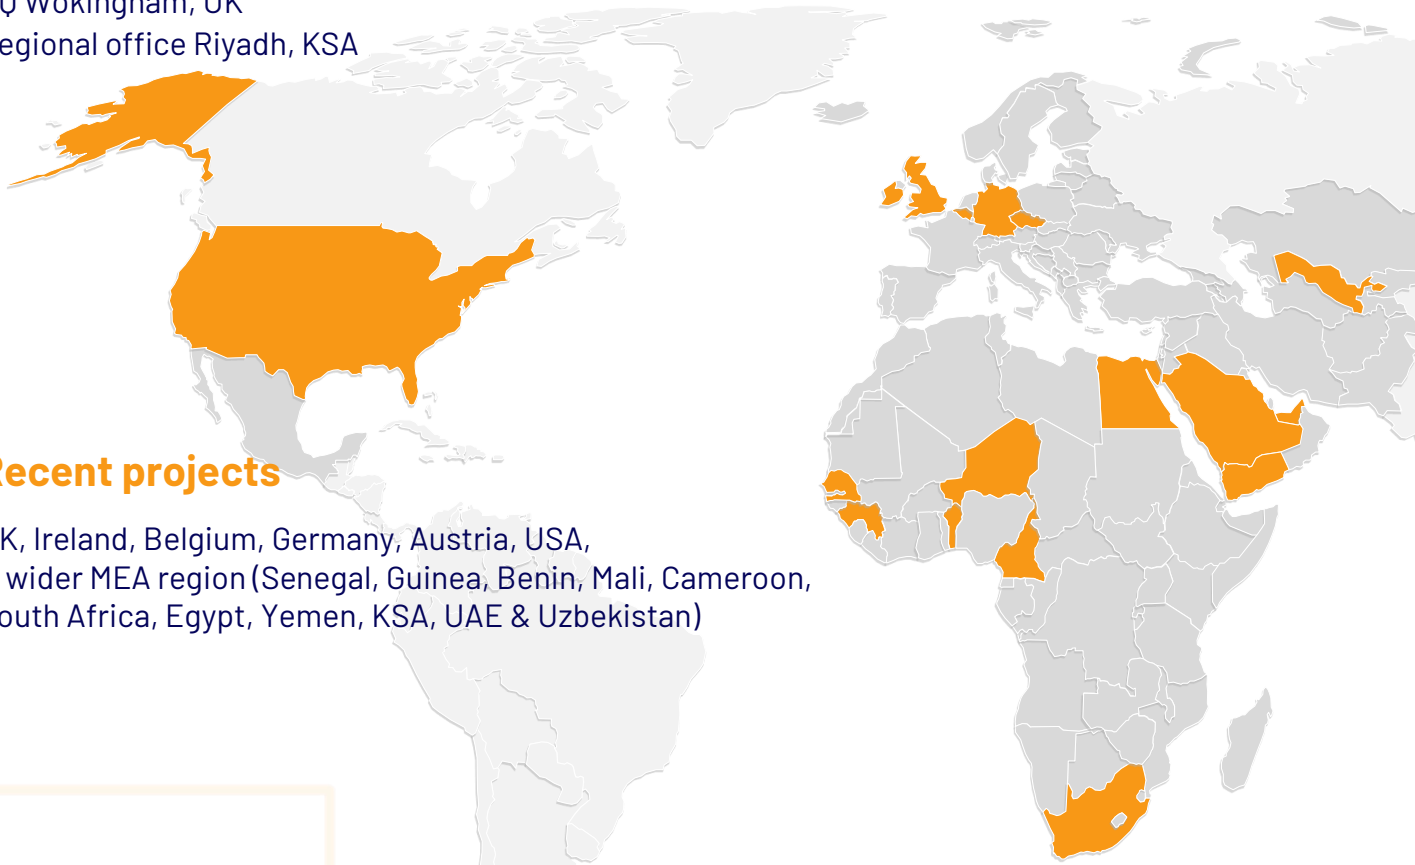 Q Wokingham, UK
egional office Riyadh, KSA
Recent projects
K, Ireland, Belgium, Germany, Austria, USA,
wider MEA region (Senegal, Guinea, Benin, Mali, Cameroon,
outh Africa, Egypt, Yemen, KSA, UAE & Uzbekistan)